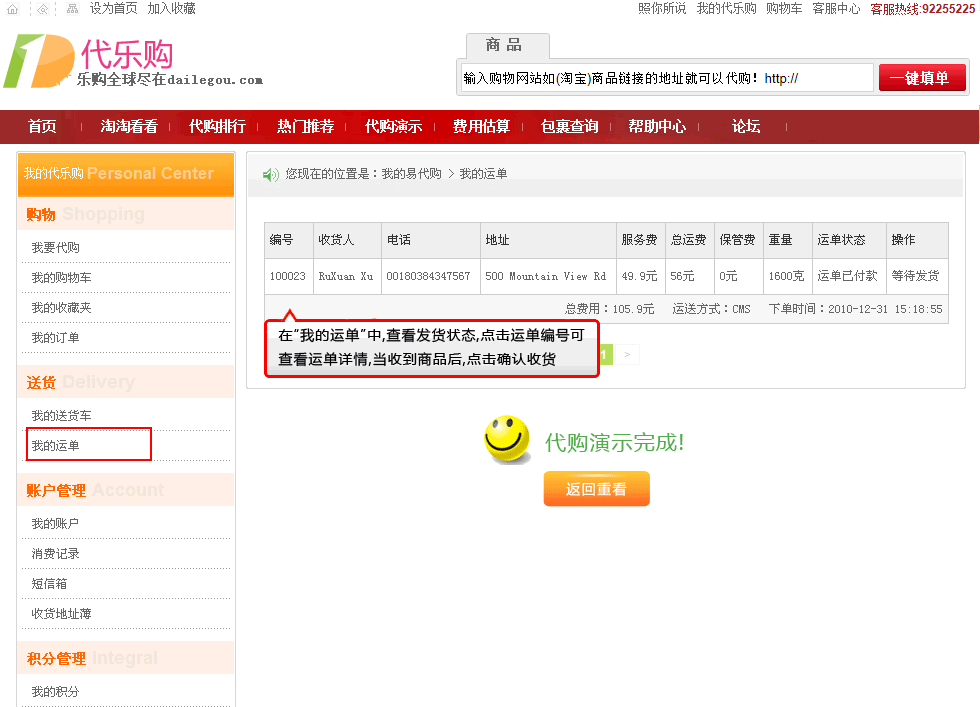 设为首页 加入收藏
照你所说 我的代乐购 购物车 客服中心 客服热线:92255225
代乐购
乐购全球尽在dailegou.com
商品
输入购物网站如(淘宝)商品链接的地址就可以代购! http://
一键填单
首页 淘淘看看 代购排行 热门推荐 代购演示 费用估算 包裹查询 帮助中心 论坛
我的代乐购 Personal Center
您现在的位置是：我的易代购 > 我的运单
购物 Shopping
我要代购
我的购物车
我的收藏夹
我的订单
送货 Delivery
我的送货车
我的运单
账户管理 Account
我的账户
消费记录
短信箱
收货地址薄
积分管理 Integral
我的积分
编号 收货人 电话 地址 服务费 总运费 保管费 重量 运单状态 操作
100023 RuXuan Xu 00180384347567 500 Mountain View Rd 49.9元 56元 0元 1600克 运单已付款 等待发货
总费用：105.9元 运送方式：CMS 下单时间：2010-12-31 15:18:55
在"我的运单"中,查看发货状态,点击运单编号可
查看运单详情,当收到商品后,点击确认收货
1 >
代购演示完成!
返回重看